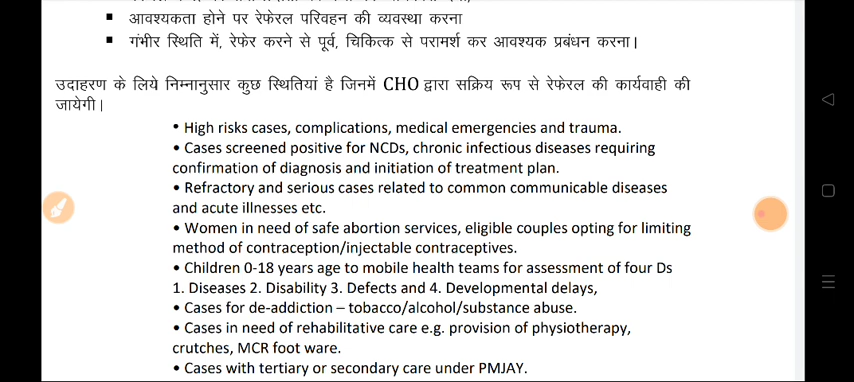 ▪ आवश्यकता होने पर रेफेरल परिवहन की व्यवस्था करना
▪ गंभीर स्थिति में, रेफेर करने से पूर्व, चिकित्क से परामर्श कर आवश्यक प्रबंधन करना।
उदाहरण के लिये निम्नानुसार कुछ स्थितियां है जिनमें CHO द्वारा सक्रिय रूप से रेफेरल की कार्यवाही की
जायेगी।
• High risks cases, complications, medical emergencies and trauma.
• Cases screened positive for NCDs, chronic infectious diseases requiring
confirmation of diagnosis and initiation of treatment plan.
• Refractory and serious cases related to common communicable diseases
and acute illnesses etc.
• Women in need of safe abortion services, eligible couples opting for limiting
method of contraception/injectable contraceptives.
• Children 0-18 years age to mobile health teams for assessment of four Ds
1. Diseases 2. Disability 3. Defects and 4. Developmental delays,
• Cases for de-addiction – tobacco/alcohol/substance abuse.
• Cases in need of rehabilitative care e.g. provision of physiotherapy,
crutches, MCR foot ware.
• Cases with tertiary or secondary care under PMJAY.